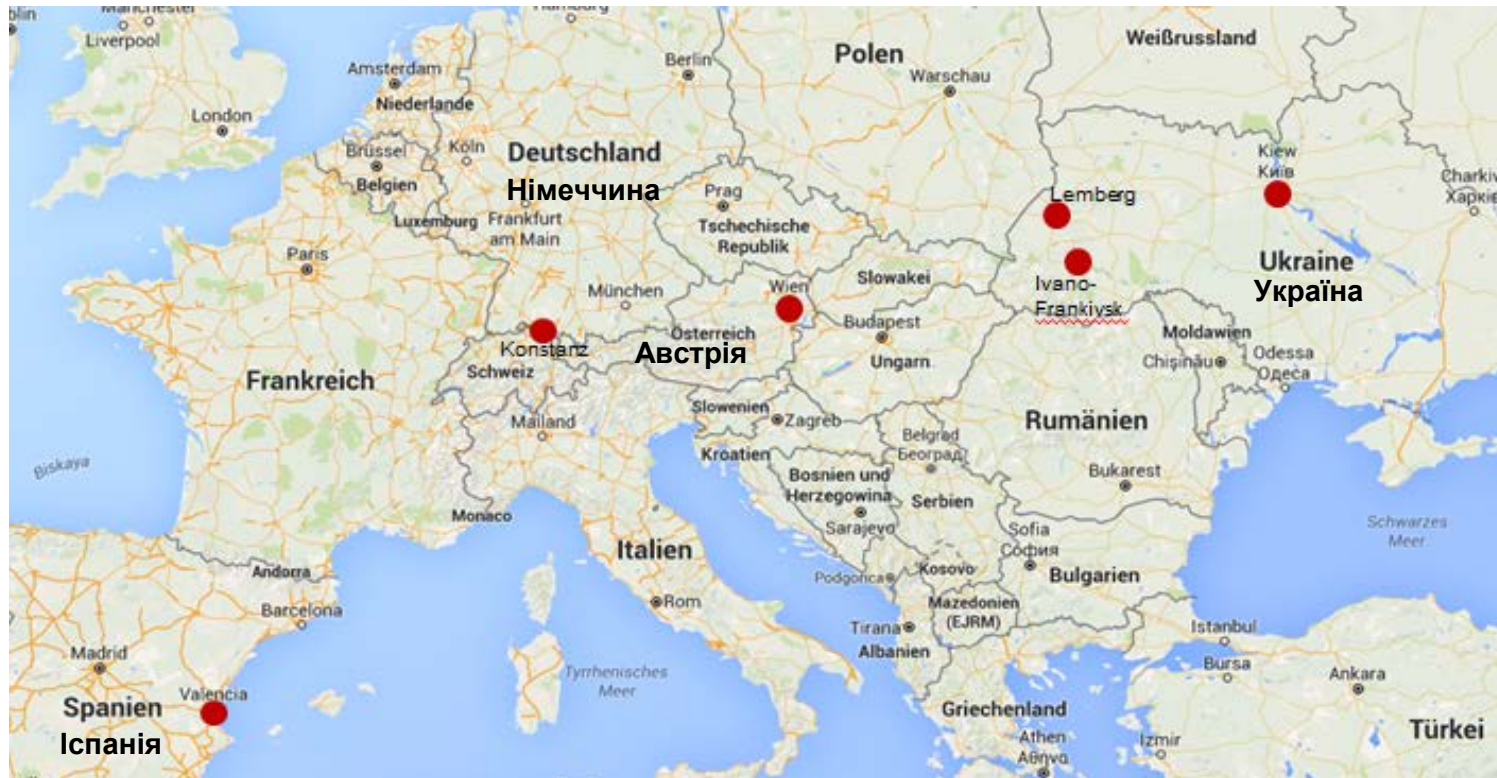 Manchester
Liverpool
London
Amsterdam
Niederlande
Brüssel
Belgien
Köln
Luxemburg
Frankfurt
am Main
Deutschland
Німеччина
Berlin
Hamburg
Polen
Warschau
Weißrussland
Prag
Tschechische
Republik
Lemberg
Ivano-
Frankivsk
Kiew
Київ
Ukraine
Україна
Paris
München
Wien
Slowakei
Österreich
Австрія
Konstanz
Schweiz
Budapest
Ungarn
Moldawien
Chișinău
Odessa
Одеса
Frankreich
Mailand
Slowenien
Zagreb
Kroatien
Rumänien
Belgrad
Београд
Bukarest
Biskaya
Bosnien und
Herzegowina
Sarajevo
Serbien
Monaco
Italien
Sofia
София
Schwarzes
Meer
Andorra
Podgorica
Kosovo
Bulgarien
Barcelona
Rom
Mazedonien
(EJRM)
Tirana
Albanien
Istanbul
Bursa
Ankara
Madrid
Tyrrhenisches
Meer
Valencia
Spanien
Іспанія
Griechenland
Athen
Αθήνα
Izmir
Türkei